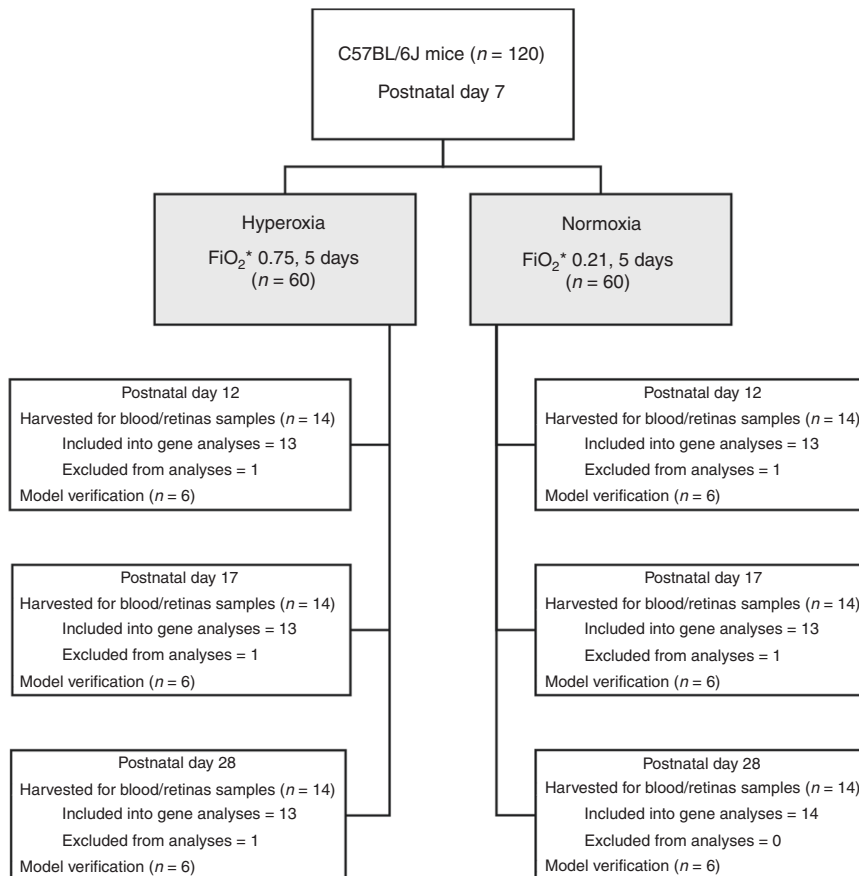 C57BL/6J mice (n = 120)
Postnatal day 7
Hyperoxia
FiO₂* 0.75, 5 days
(n = 60)
Normoxia
FiO₂* 0.21, 5 days
(n = 60)
Postnatal day 12
Harvested for blood/retinas samples (n = 14)
Included into gene analyses = 13
Excluded from analyses = 1
Model verification (n = 6)
Postnatal day 12
Harvested for blood/retinas samples (n = 14)
Included into gene analyses = 13
Excluded from analyses = 1
Model verification (n = 6)
Postnatal day 17
Harvested for blood/retinas samples (n = 14)
Included into gene analyses = 13
Excluded from analyses = 1
Model verification (n = 6)
Postnatal day 17
Harvested for blood/retinas samples (n = 14)
Included into gene analyses = 13
Excluded from analyses = 1
Model verification (n = 6)
Postnatal day 28
Harvested for blood/retinas samples (n = 14)
Included into gene analyses = 13
Excluded from analyses = 1
Model verification (n = 6)
Postnatal day 28
Harvested for blood/retinas samples (n = 14)
Included into gene analyses = 14
Excluded from analyses = 0
Model verification (n = 6)